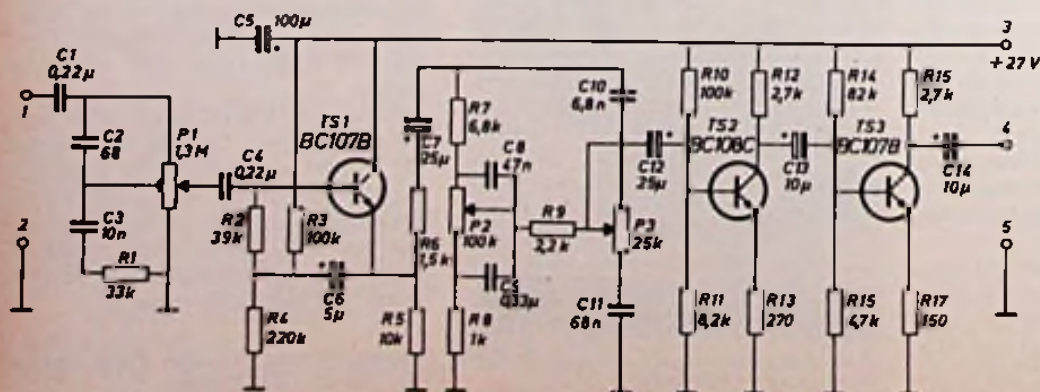 C5
100µ
3
+27 V
C1
0,22µ
1
C2
68
P1
1,3M
C3
10n
R1
33k
2
C4
0,22µ
R2
39k
R3
100k
R4
220k
TS1
BC107B
C6
5µ
C7
25µ
R6
1,5k
R5
10k
R7
6,8k
C8
47n
P2
100k
C9
0,33µ
R8
1k
R9
2,2k
C10
6,8n
P3
25k
C11
68n
C12
25µ
R10
100k
R12
2,7k
TS2
BC108C
R11
8,2k
R13
270
C13
10µ
R14
82k
R15
2,7k
TS3
BC107B
R15
4,7k
R17
150
C14
10µ
4
5